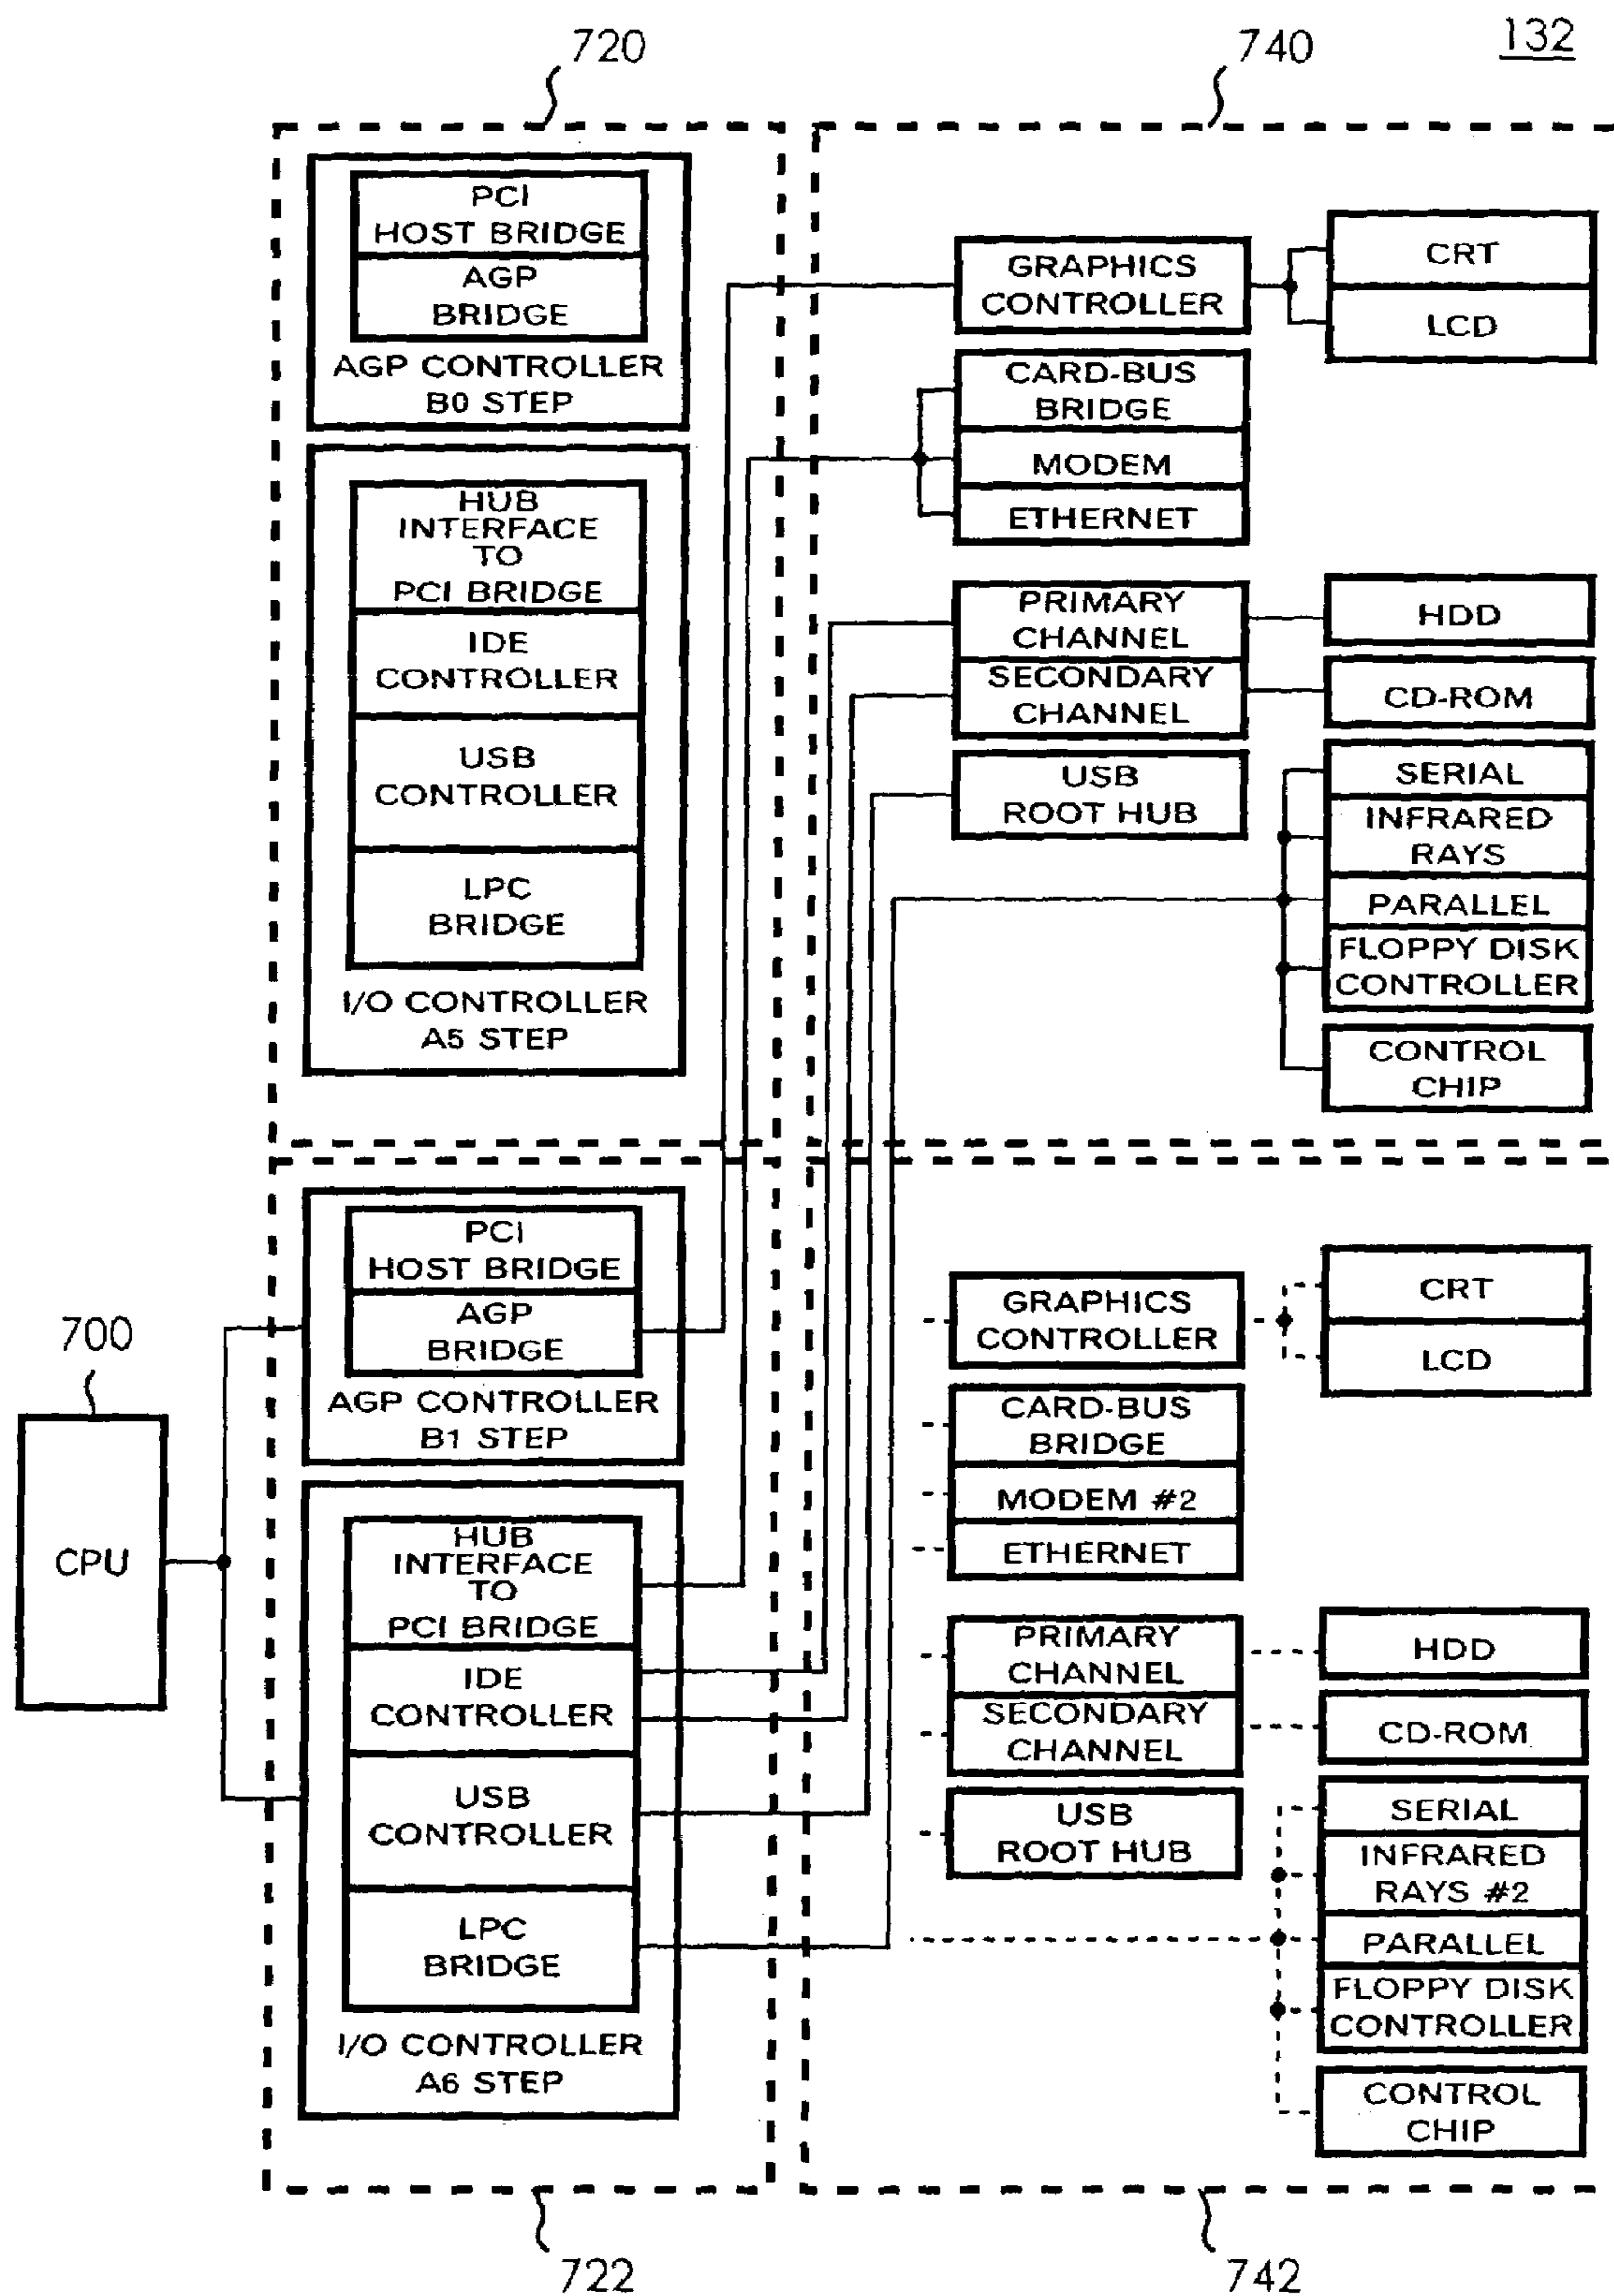 720
740
132
PCI
HOST BRIDGE
AGP
BRIDGE
AGP CONTROLLER
B0 STEP
HUB
INTERFACE
TO
PCI BRIDGE
IDE
CONTROLLER
USB
CONTROLLER
LPC
BRIDGE
I/O CONTROLLER
A5 STEP
GRAPHICS
CONTROLLER
CRT
LCD
CARD-BUS
BRIDGE
MODEM
ETHERNET
PRIMARY
CHANNEL
SECONDARY
CHANNEL
HDD
CD-ROM
USB
ROOT HUB
SERIAL
INFRARED
RAYS
PARALLEL
FLOPPY DISK
CONTROLLER
CONTROL
CHIP
700
CPU
PCI
HOST BRIDGE
AGP
BRIDGE
AGP CONTROLLER
B1 STEP
HUB
INTERFACE
TO
PCI BRIDGE
IDE
CONTROLLER
USB
CONTROLLER
LPC
BRIDGE
I/O CONTROLLER
A6 STEP
GRAPHICS
CONTROLLER
CRT
LCD
CARD-BUS
BRIDGE
MODEM #2
ETHERNET
PRIMARY
CHANNEL
SECONDARY
CHANNEL
HDD
CD-ROM
USB
ROOT HUB
SERIAL
INFRARED
RAYS #2
PARALLEL
FLOPPY DISK
CONTROLLER
CONTROL
CHIP
722
742